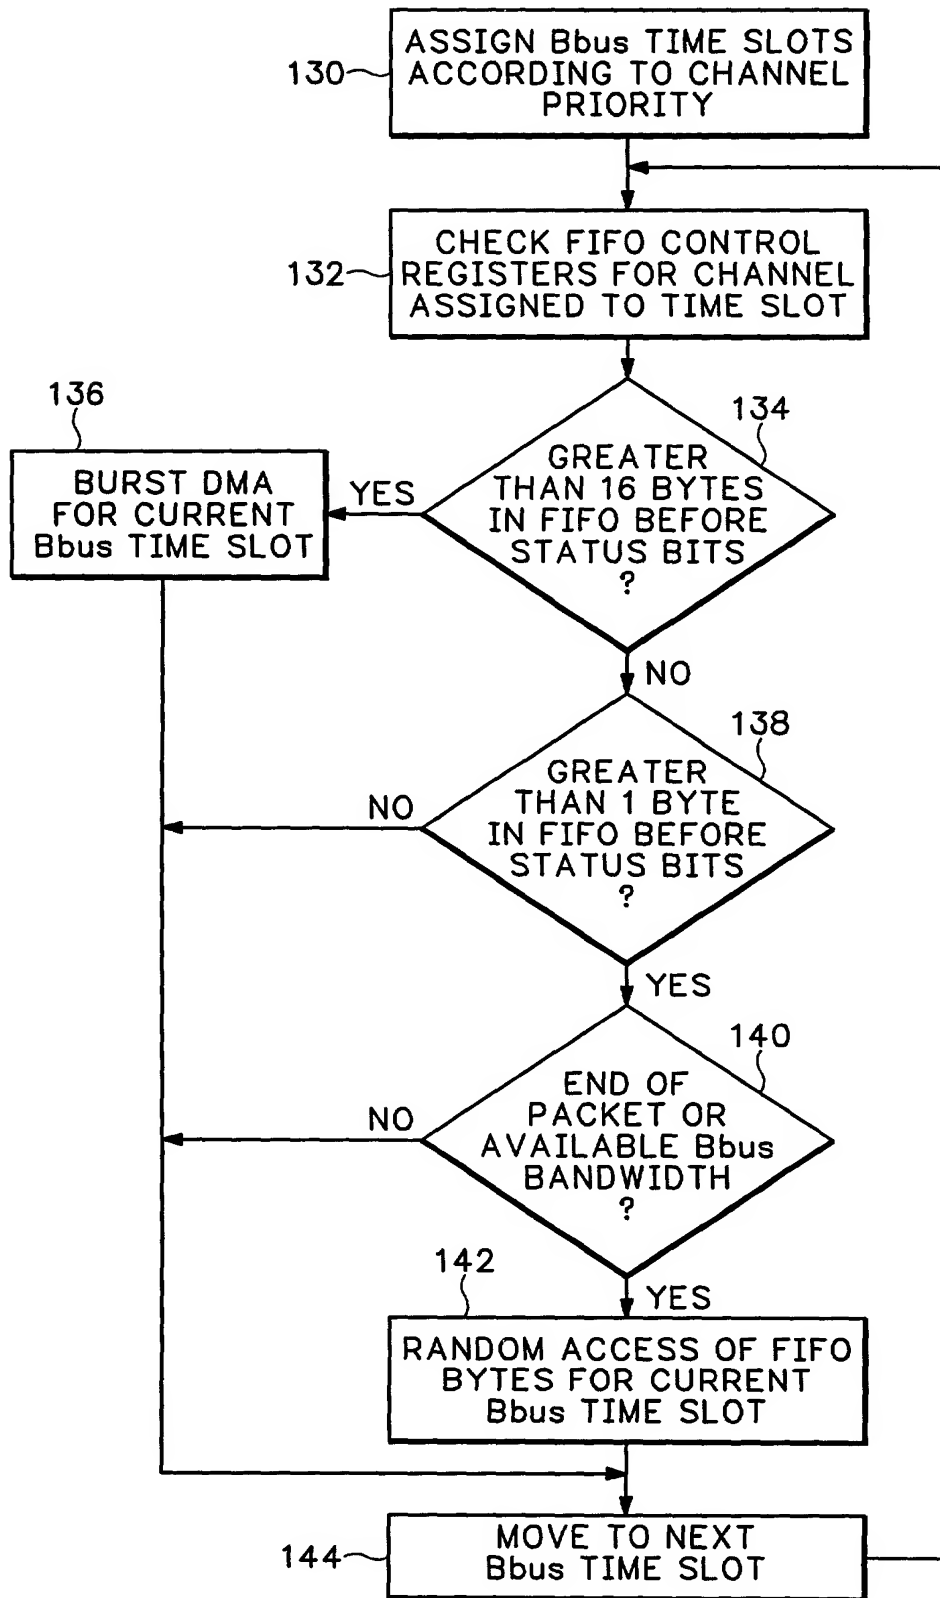 130
ASSIGN Bbus TIME SLOTS
ACCORDING TO CHANNEL
PRIORITY
132
CHECK FIFO CONTROL
REGISTERS FOR CHANNEL
ASSIGNED TO TIME SLOT
134
GREATER
THAN 16 BYTES
IN FIFO BEFORE
STATUS BITS
?
YES
136
BURST DMA
FOR CURRENT
Bbus TIME SLOT
NO
138
GREATER
THAN 1 BYTE
IN FIFO BEFORE
STATUS BITS
?
NO
YES
140
END OF
PACKET OR
AVAILABLE Bbus
BANDWIDTH
?
NO
YES
142
RANDOM ACCESS OF FIFO
BYTES FOR CURRENT
Bbus TIME SLOT
144
MOVE TO NEXT
Bbus TIME SLOT